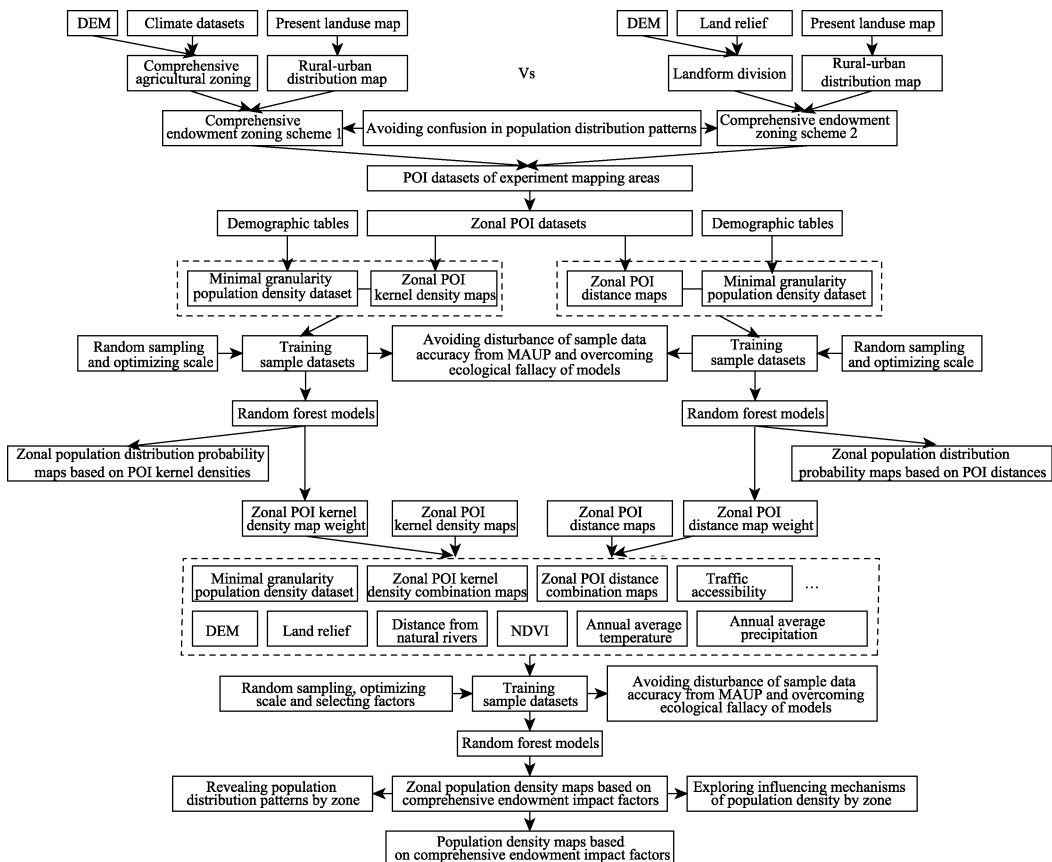 DEM
Climate datasets
Present landuse map
DEM
Land relief
Present landuse map
Comprehensive
agricultural zoning
Rural-urban
distribution map
Vs
Landform division
Rural-urban
distribution map
Comprehensive
endowment zoning scheme 1
Avoiding confusion in population distribution patterns
Comprehensive endowment
zoning scheme 2
POI datasets of experiment mapping areas
Demographic tables
Zonal POI datasets
Demographic tables
Minimal granularity
population density dataset
Zonal POI
kernel density maps
Zonal POI
distance maps
Minimal granularity
population density dataset
Random sampling
and optimizing scale
Training
sample datasets
Avoiding disturbance of sample data
accuracy from MAUP and overcoming
ecological fallacy of models
Training
sample datasets
Random sampling
and optimizing scale
Random forest models
Random forest models
Zonal population distribution probability
maps based on POI kernel densities
Zonal population distribution
probability maps based on POI distances
Zonal POI kernel
density map weight
Zonal POI
kernel density maps
Zonal POI
distance maps
Zonal POI
distance map weight
Minimal granularity
population density dataset
Zonal POI kernel
density combination maps
Zonal POI distance
combination maps
Traffic
accessibility
...
DEM
Land relief
Distance from
natural rivers
NDVI
Annual average
temperature
Annual average
precipitation
Random sampling, optimizing
scale and selecting factors
Training
sample datasets
Avoiding disturbance of sample data
accuracy from MAUP and overcoming
ecological fallacy of models
Random forest models
Revealing population
distribution patterns by zone
Zonal population density maps based on
comprehensive endowment impact factors
Exploring influencing mechanisms
of population density by zone
Population density maps based
on comprehensive endowment impact factors